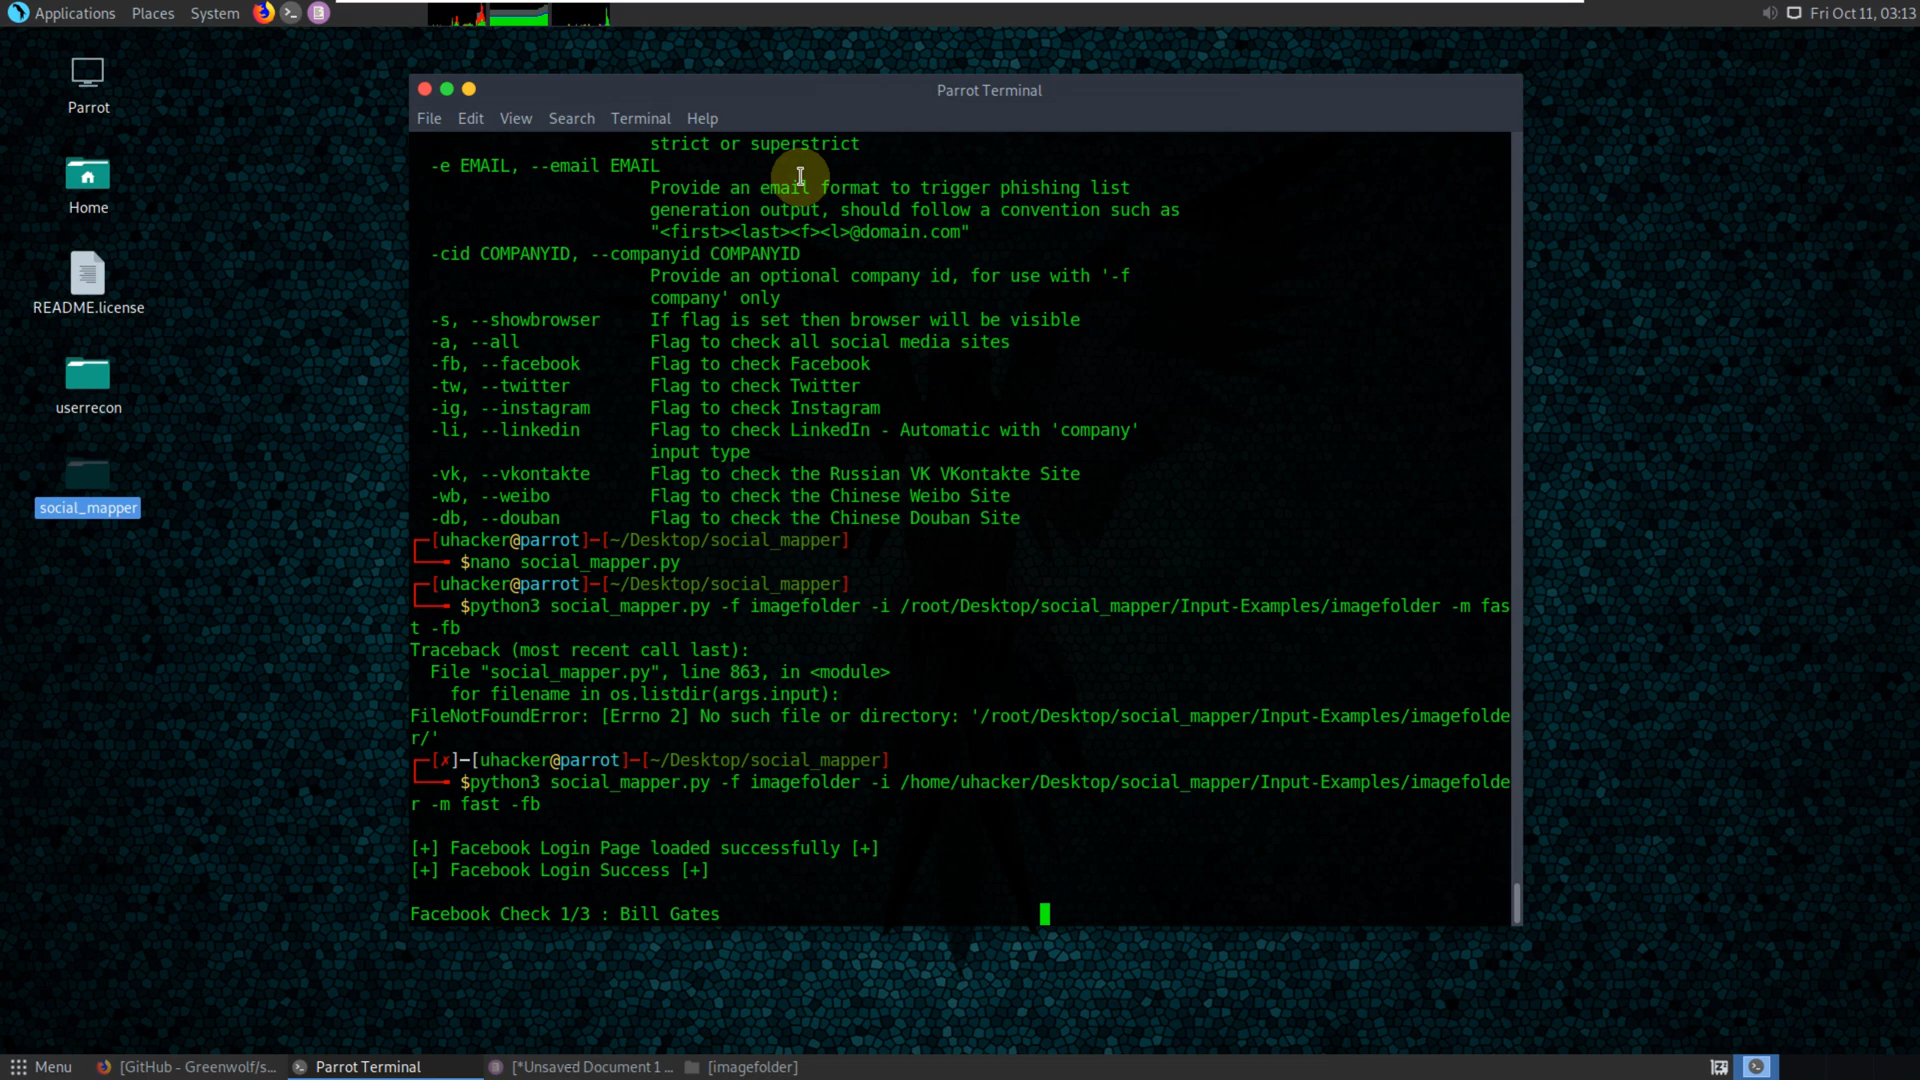 Applications Places System
Fri Oct 11, 03:13
Parrot
Home
README.license
userrecon
social_mapper
Parrot Terminal
File Edit View Search Terminal Help
strict or superstrict
-e EMAIL, --email EMAIL
Provide an email format to trigger phishing list
generation output, should follow a convention such as
"<first><last><f><l>@domain.com"
-cid COMPANYID, --companyid COMPANYID
Provide an optional company id, for use with '-f
company' only
-s, --showbrowser If flag is set then browser will be visible
-a, --all Flag to check all social media sites
-fb, --facebook Flag to check Facebook
-tw, --twitter Flag to check Twitter
-ig, --instagram Flag to check Instagram
-li, --linkedin Flag to check LinkedIn - Automatic with 'company'
input type
-vk, --vkontakte Flag to check the Russian VK VKontakte Site
-wb, --weibo Flag to check the Chinese Weibo Site
-db, --douban Flag to check the Chinese Douban Site
[uhacker@parrot]─[~/Desktop/social_mapper]
$nano social_mapper.py
[uhacker@parrot]─[~/Desktop/social_mapper]
$python3 social_mapper.py -f imagefolder -i /root/Desktop/social_mapper/Input-Examples/imagefolder -m fas
t -fb
Traceback (most recent call last):
File "social_mapper.py", line 863, in <module>
for filename in os.listdir(args.input):
FileNotFoundError: [Errno 2] No such file or directory: '/root/Desktop/social_mapper/Input-Examples/imagefolde
r/'
[✗]─[uhacker@parrot]─[~/Desktop/social_mapper]
$python3 social_mapper.py -f imagefolder -i /home/uhacker/Desktop/social_mapper/Input-Examples/imagefolde
r -m fast -fb
[+] Facebook Login Page loaded successfully [+]
[+] Facebook Login Success [+]
Facebook Check 1/3 : Bill Gates
Menu [GitHub - Greenwolf/s... Parrot Terminal [*Unsaved Document 1 ... [imagefolder]